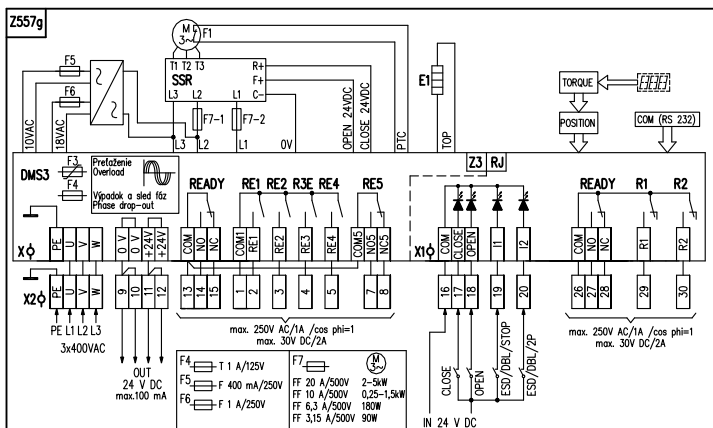 Z557g
M
3~
F1
T1 T2 T3
SSR
R+
F+
C-
L3 L2 L1
F5
F6
F7-1
F7-2
10VAC
18VAC
L3
L2
L1
0V
OPEN 24VDC
CLOSE 24VDC
PTC
E1
TOP
TORQUE
POSITION
COM (RS 232)
DMS3
F3
F4
Preťaženie
Overload
Výpadok a sled fáz
Phase drop-out
Z3 RJ
READY RE1 RE2 R3E RE4 RE5
READY R1 R2
X
PE U V W
0 V
0 V
+24V
+24V
COM NO NC
COM1 RE1 RE2 RE3 RE4 COM5 NO5 NC5
X1
COM CLOSE OPEN I1 I2
COM NO NC R1 R2
X2
PE U V W
9 10 11 12
13 14 15
1 2 3 4 5 7 8
16 17 18 19 20
26 27 28 29 30
PE L1 L2 L3
3x400VAC
OUT
24 V DC
max.100 mA
max. 250V AC/1A /cos phi=1
max. 30V DC/2A
max. 250V AC/1A /cos phi=1
max. 30V DC/2A
CLOSE
OPEN
ESD/DBL/STOP
ESD/DBL/2P
IN 24 V DC
F4 T 1 A/125V
F5 F 400 mA/250V
F6 F 1 A/250V
F7
M
3~
FF 20 A/500V 2-5kW
FF 10 A/500V 0,25-1,5kW
FF 6,3 A/500V 180W
FF 3,15 A/500V 90W